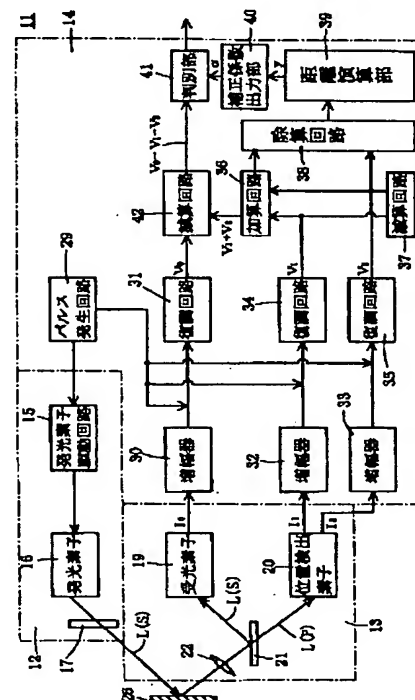 11
14
41
判別部
α
40
補正係数
出力部
y
39
距離演算部
V₀−V₁−V₂
42
減算回路
V₁+V₂
36
加算回路
38
除算回路
37
減算回路
29
パルス
発生回路
31
復調回路
V₀
34
復調回路
V₁
35
復調回路
V₂
15
発光素子
駆動回路
30
増幅器
32
増幅器
33
増幅器
16
発光素子
19
受光素子
I₀
20
位置検出
素子
I₁
I₂
12
17
L(S)
22
L(S)
21
L(P)
13